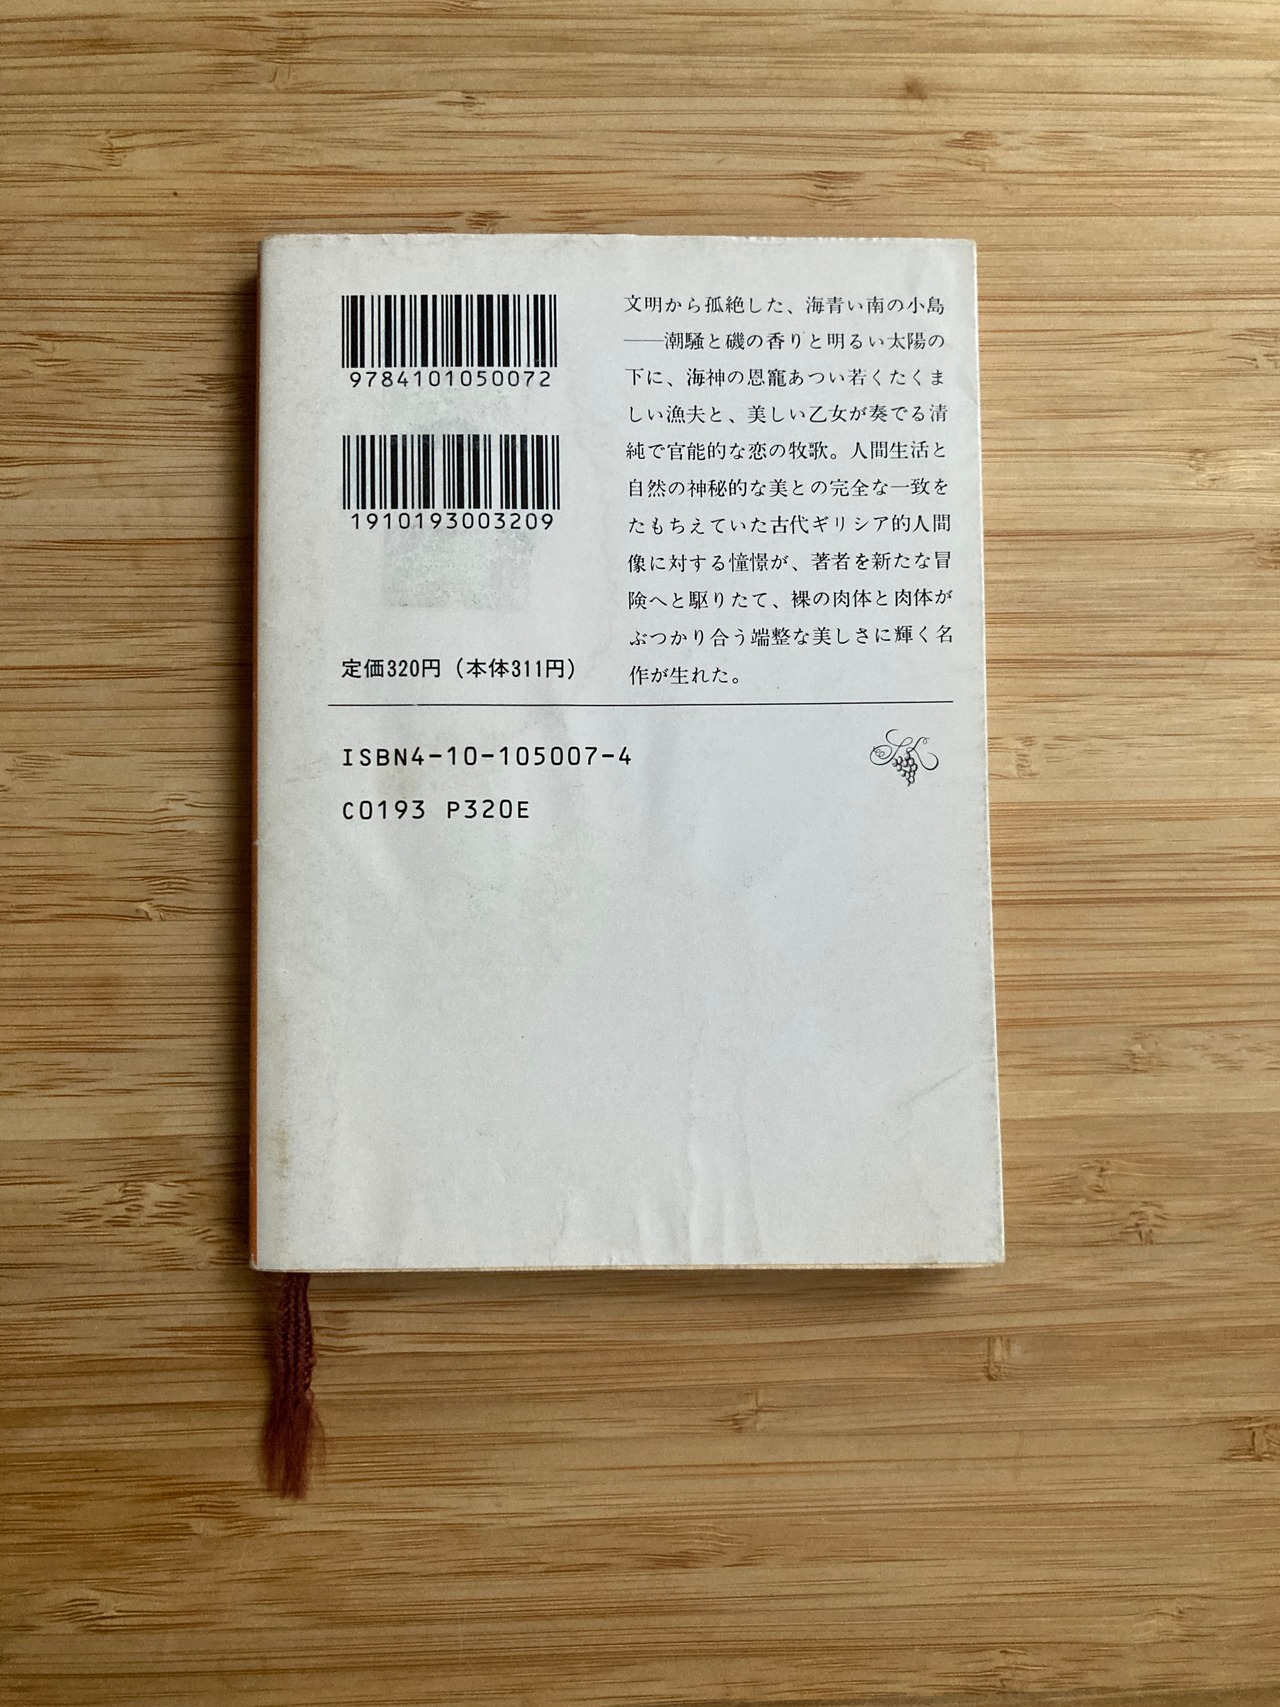 9784101050072
1910193003209
定価320円（本体311円）
文明から孤絶した、海青い南の小島
──潮騒と磯の香りと明るい太陽の
下に、海神の恩寵あつい若くたくま
しい漁夫と、美しい乙女が奏でる清
純で官能的な恋の牧歌。人間生活と
自然の神秘的な美との完全な一致を
たもちえていた古代ギリシア的人間
像に対する憧憬が、著者を新たな冒
険へと駆りたて、裸の肉体と肉体が
ぶつかり合う端整な美しさに輝く名
作が生れた。
ISBN4-10-105007-4
C0193 P320E